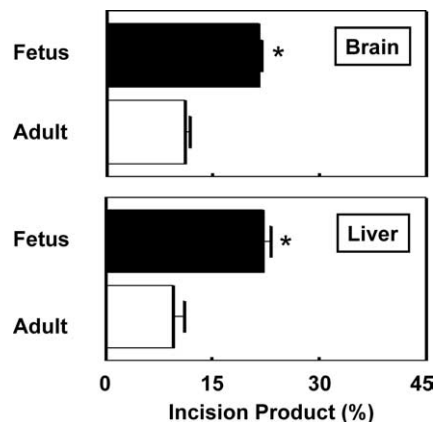 Fetus
*
Brain
Adult
Fetus
*
Liver
Adult
0 15 30 45
Incision Product (%)